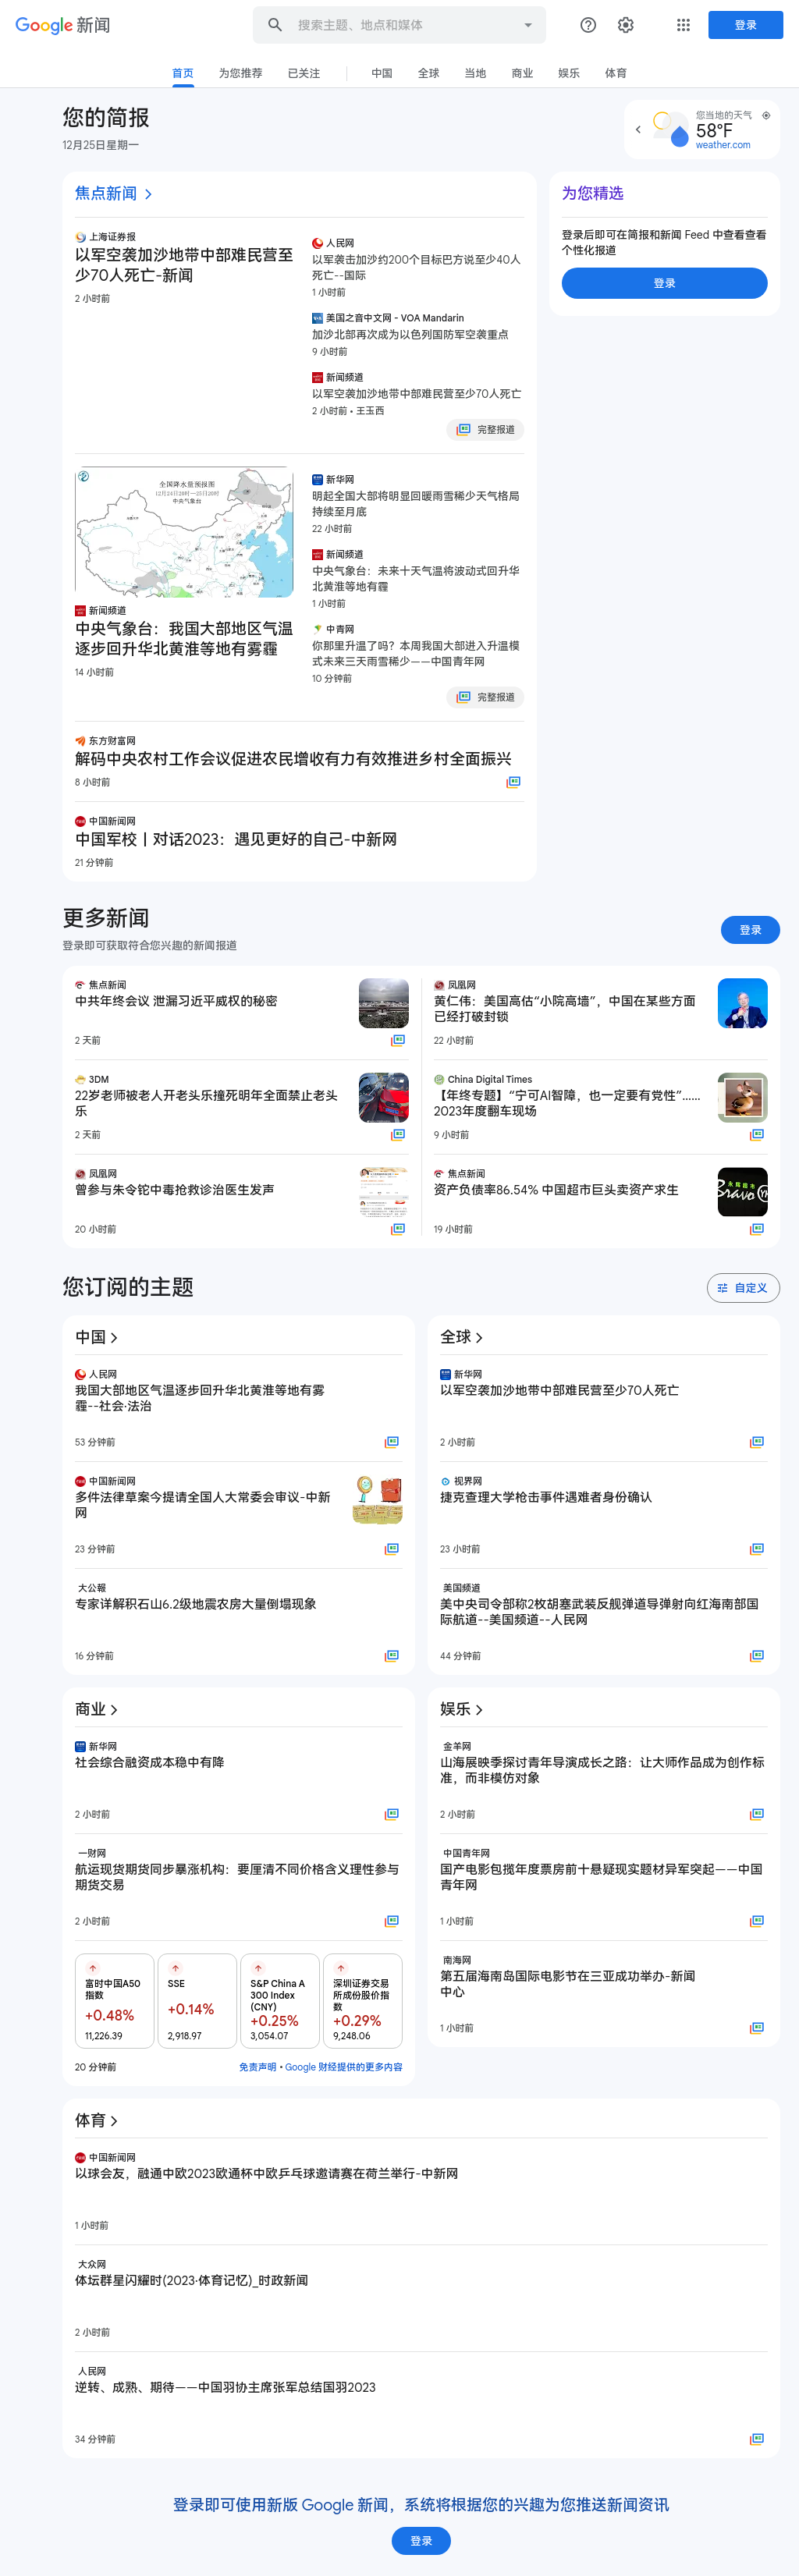 Google 新闻
搜索主题、地点和媒体
登录
首页 为您推荐 已关注 中国 全球 当地 商业 娱乐 体育
您的简报
12月25日星期一
您当地的天气
58°F
weather.com
焦点新闻
上海证券报
以军空袭加沙地带中部难民营至
少70人死亡-新闻
2 小时前
人民网
以军袭击加沙约200个目标巴方说至少40人
死亡--国际
1 小时前
美国之音中文网 - VOA Mandarin
加沙北部再次成为以色列国防军空袭重点
9 小时前
新闻频道
以军空袭加沙地带中部难民营至少70人死亡
2 小时前 • 王玉西
完整报道
为您精选
登录后即可在简报和新闻 Feed 中查看查看
个性化报道
登录
全国降水量预报图
12月24日20时—25日20时
中央气象台
新闻频道
中央气象台：我国大部地区气温
逐步回升华北黄淮等地有雾霾
14 小时前
新华网
明起全国大部将明显回暖雨雪稀少天气格局
持续至月底
22 小时前
新闻频道
中央气象台：未来十天气温将波动式回升华
北黄淮等地有霾
1 小时前
中青网
你那里升温了吗？本周我国大部进入升温模
式未来三天雨雪稀少——中国青年网
10 分钟前
完整报道
东方财富网
解码中央农村工作会议促进农民增收有力有效推进乡村全面振兴
8 小时前
中国新闻网
中国军校丨对话2023：遇见更好的自己-中新网
21 分钟前
更多新闻
登录即可获取符合您兴趣的新闻报道
登录
焦点新闻
中共年终会议 泄漏习近平威权的秘密
2 天前
3DM
22岁老师被老人开老头乐撞死明年全面禁止老头
乐
2 天前
凤凰网
曾参与朱令铊中毒抢救诊治医生发声
20 小时前
凤凰网
黄仁伟：美国高估“小院高墙”，中国在某些方面
已经打破封锁
22 小时前
China Digital Times
【年终专题】“宁可AI智障，也一定要有党性”……
2023年度翻车现场
9 小时前
焦点新闻
资产负债率86.54% 中国超市巨头卖资产求生
Bravo YH
19 小时前
您订阅的主题
自定义
中国
人民网
我国大部地区气温逐步回升华北黄淮等地有雾
霾--社会·法治
53 分钟前
中国新闻网
多件法律草案今提请全国人大常委会审议-中新
网
23 分钟前
大公報
专家详解积石山6.2级地震农房大量倒塌现象
16 分钟前
全球
新华网
以军空袭加沙地带中部难民营至少70人死亡
2 小时前
视界网
捷克查理大学枪击事件遇难者身份确认
23 小时前
美国频道
美中央司令部称2枚胡塞武装反舰弹道导弹射向红海南部国
际航道--美国频道--人民网
44 分钟前
商业
新华网
社会综合融资成本稳中有降
2 小时前
一财网
航运现货期货同步暴涨机构：要厘清不同价格含义理性参与
期货交易
2 小时前
富时中国A50
指数
+0.48%
11,226.39
SSE
+0.14%
2,918.97
S&P China A
300 Index
(CNY)
+0.25%
3,054.07
深圳证券交易
所成份股价指
数
+0.29%
9,248.06
20 分钟前
免责声明 • Google 财经提供的更多内容
娱乐
金羊网
山海展映季探讨青年导演成长之路：让大师作品成为创作标
准，而非模仿对象
2 小时前
中国青年网
国产电影包揽年度票房前十悬疑现实题材异军突起——中国
青年网
1 小时前
南海网
第五届海南岛国际电影节在三亚成功举办-新闻
中心
1 小时前
体育
中国新闻网
以球会友，融通中欧2023欧通杯中欧乒乓球邀请赛在荷兰举行-中新网
1 小时前
大众网
体坛群星闪耀时(2023·体育记忆)_时政新闻
2 小时前
人民网
逆转、成熟、期待——中国羽协主席张军总结国羽2023
34 分钟前
登录即可使用新版 Google 新闻，系统将根据您的兴趣为您推送新闻资讯
登录